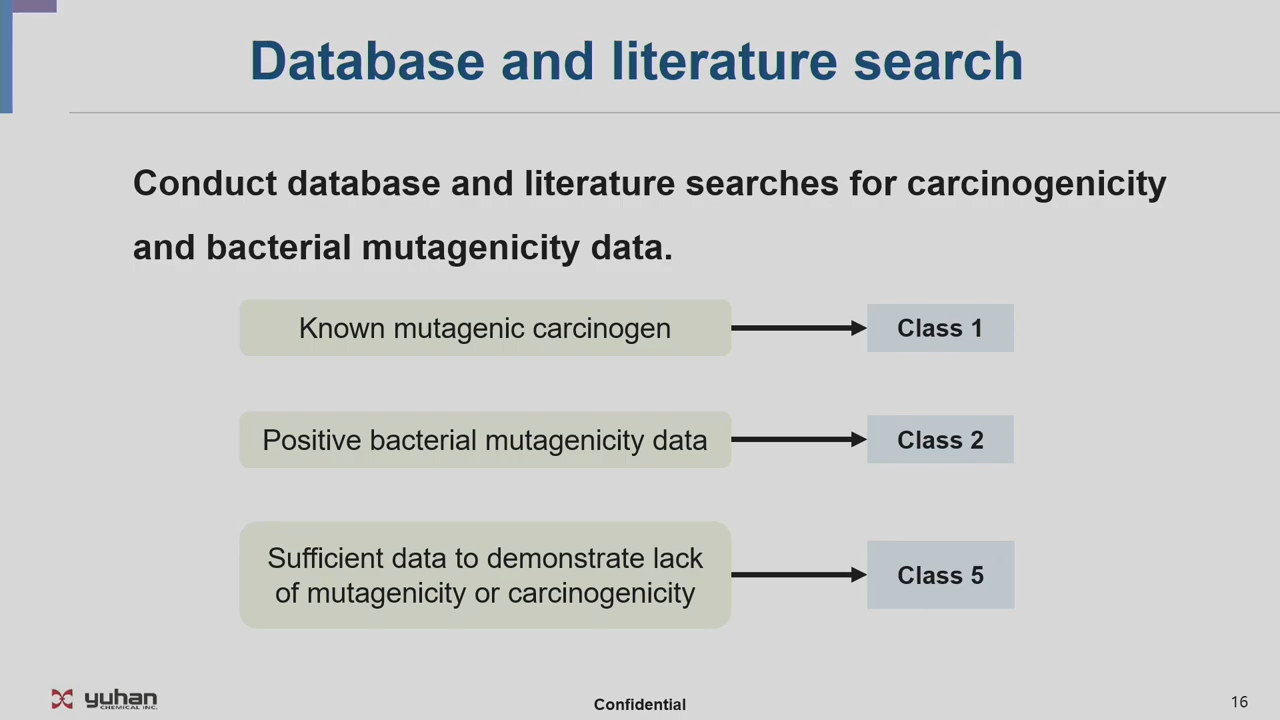 Database and literature search
Conduct database and literature searches for carcinogenicity
and bacterial mutagenicity data.
Known mutagenic carcinogen
Class 1
Positive bacterial mutagenicity data
Class 2
Sufficient data to demonstrate lack
of mutagenicity or carcinogenicity
Class 5
yuhan
CHEMICAL INC.
Confidential
16